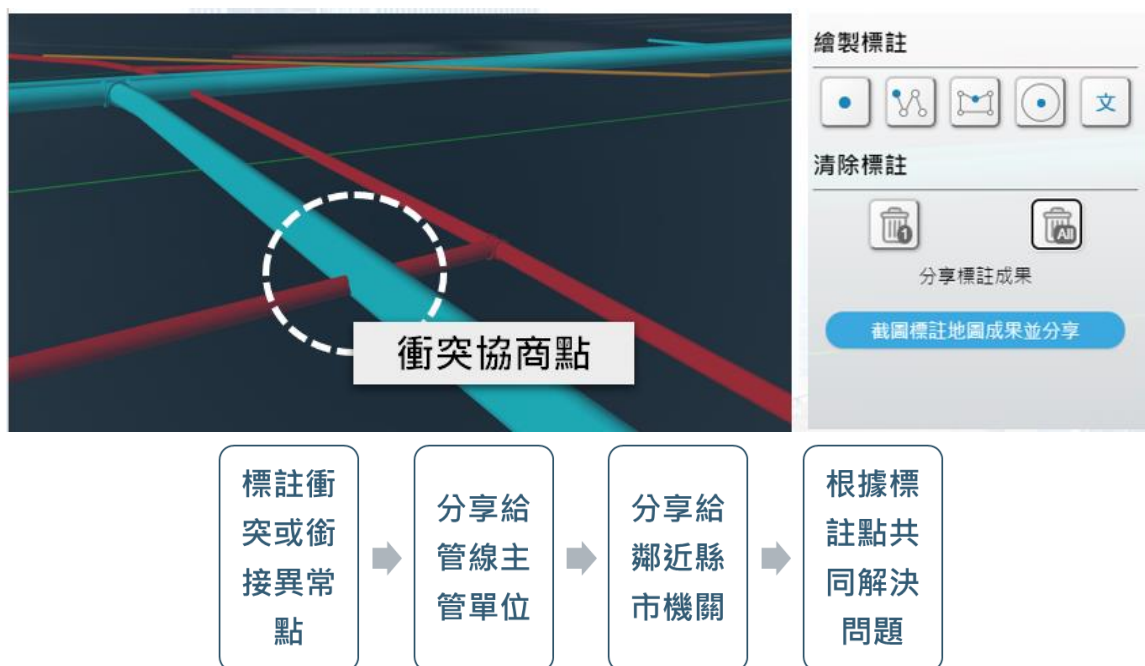 繪製標註
文
清除標註
1
All
分享標註成果
截圖標註地圖成果並分享
衝突協商點
標註衝
突或銜
接異常
點
分享給
管線主
管單位
分享給
鄰近縣
市機關
根據標
註點共
同解決
問題